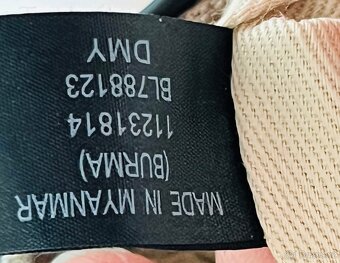 MADE IN MYANMAR
(BURMA)
11231814
BL788123
DMY